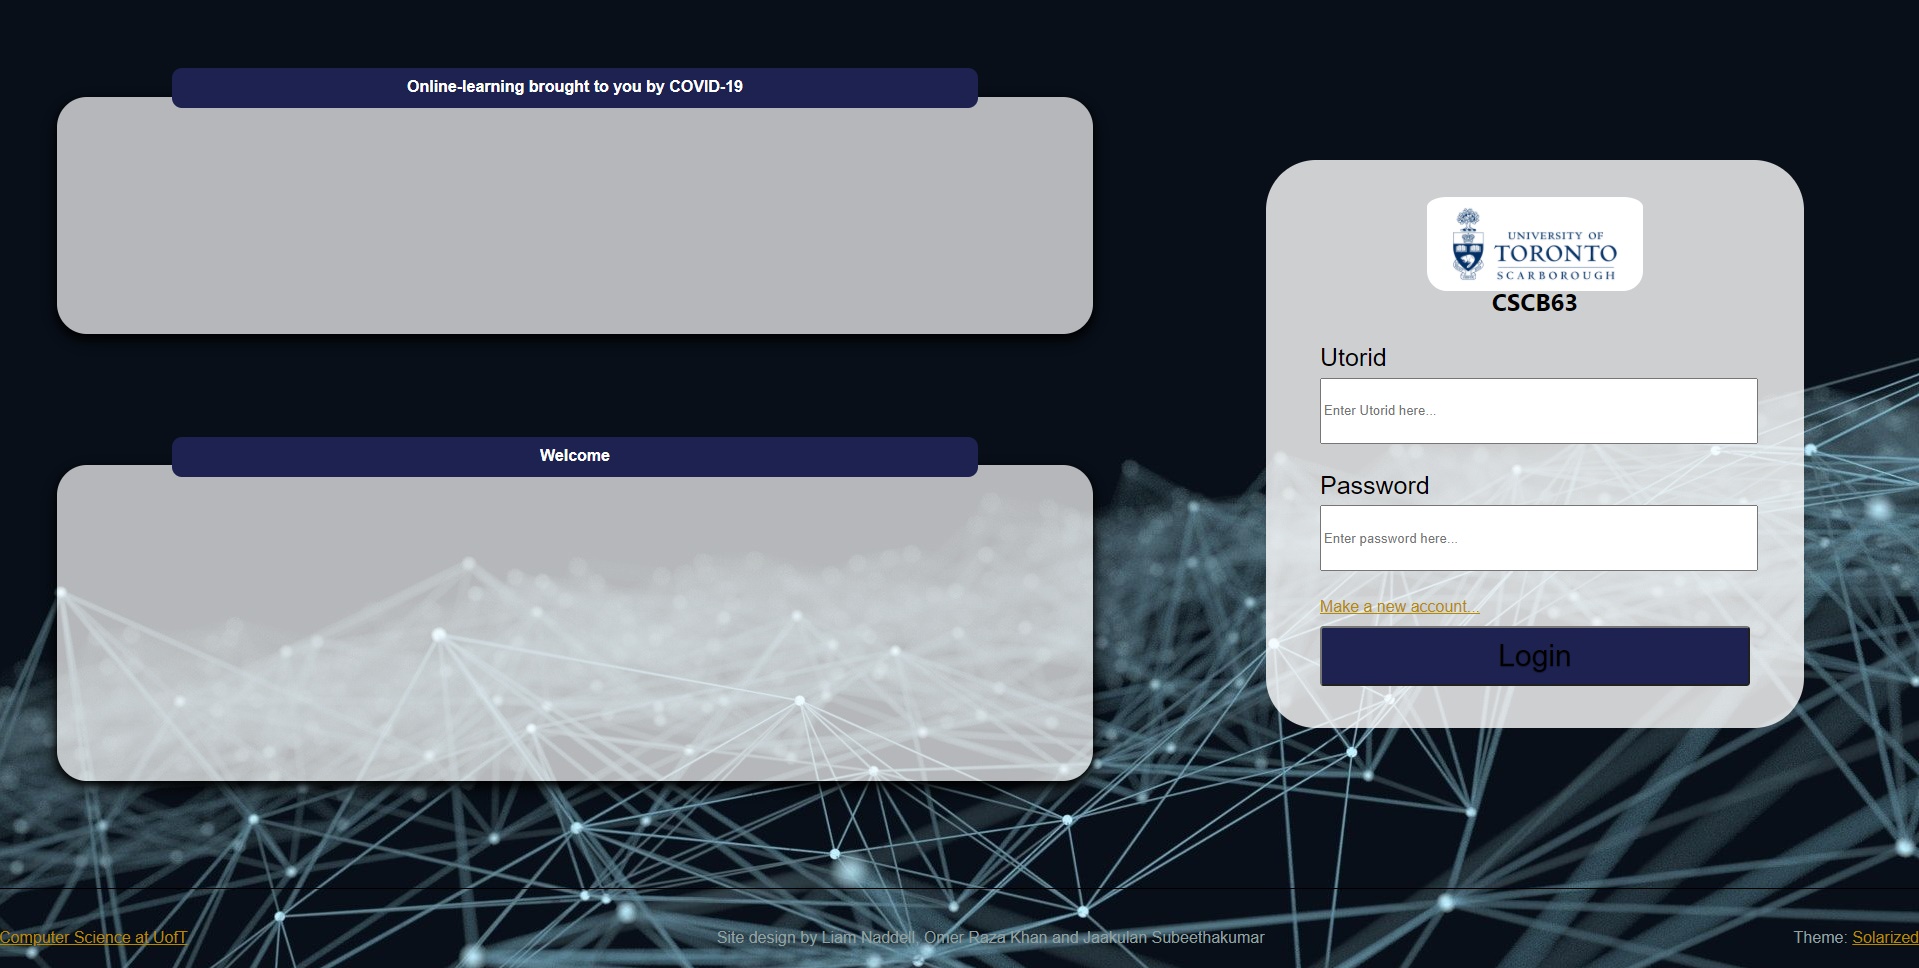 Online-learning brought to you by COVID-19
Welcome
UNIVERSITY OF
TORONTO
SCARBOROUGH
CSCB63
Utorid
Enter Utorid here...
Password
Enter password here...
Make a new account...
Login
Computer Science at UofT
Site design by Liam Naddell, Omer Raza Khan and Jaakulan Subeethakumar
Theme: Solarized